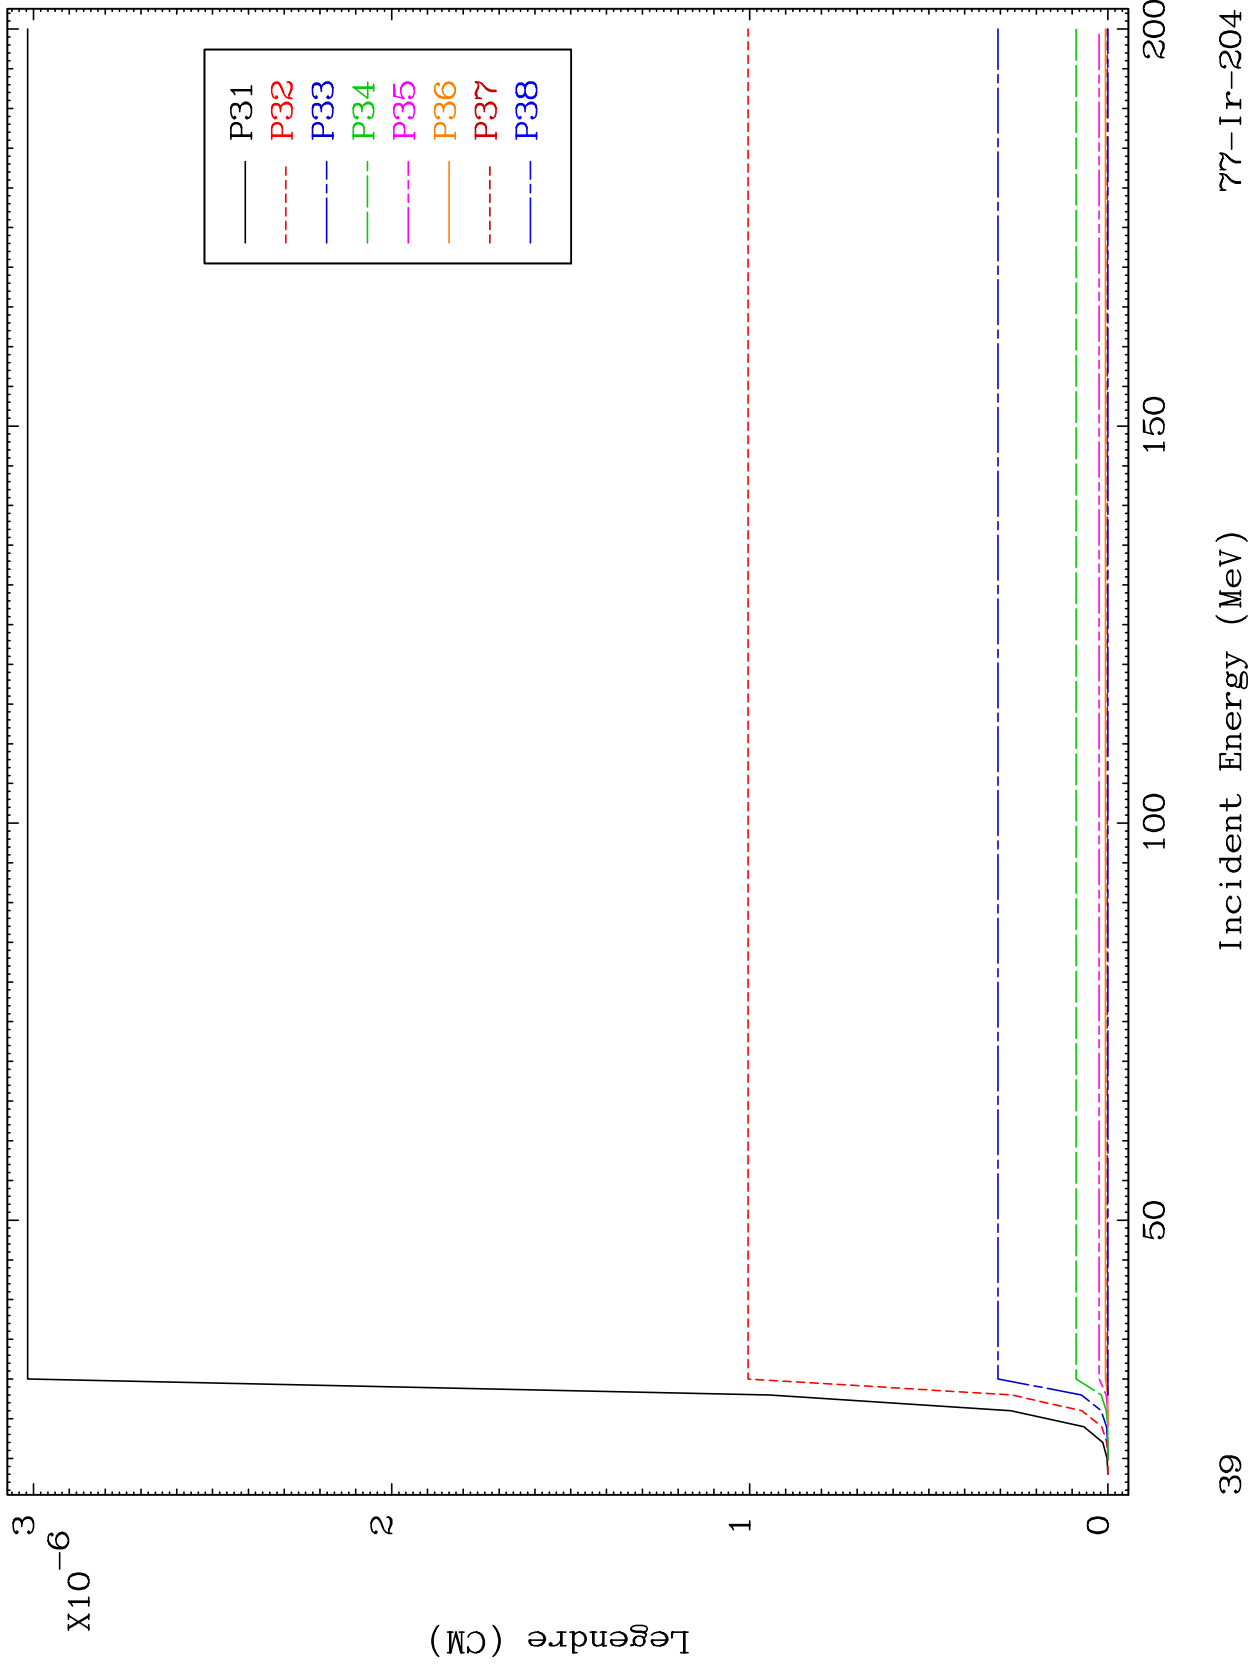 3
2
1
0
X10
-6
Legendre (CM)
P31
P32
P33
P34
P35
P36
P37
P38
50
100
150
200
39
Incident Energy (MeV)
77-Ir-204